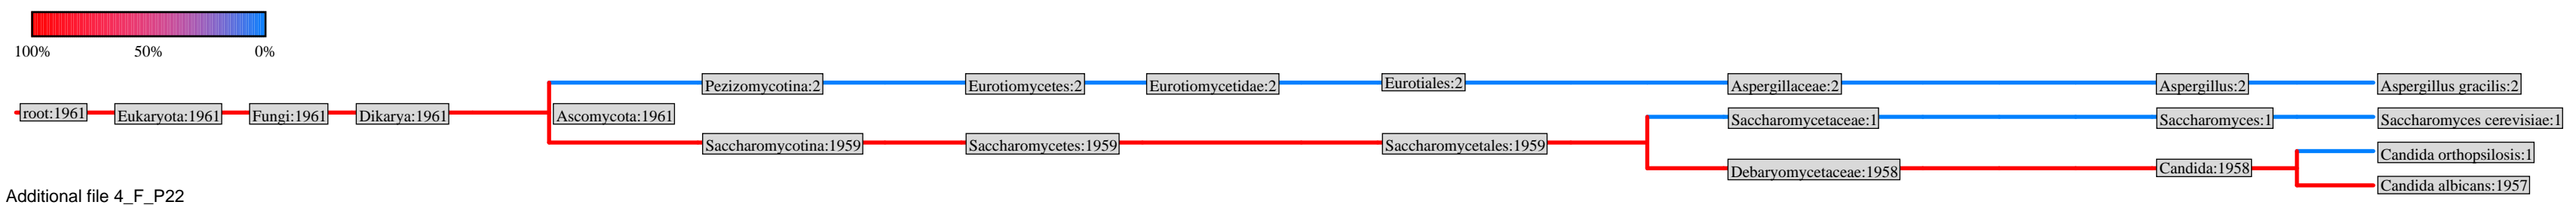 100% 50% 0%
Pezizomycotina:2 Eurotiomycetes:2 Eurotiomycetidae:2 Eurotiales:2 Aspergillaceae:2 Aspergillus:2 Aspergillus gracilis:2
root:1961 Eukaryota:1961 Fungi:1961 Dikarya:1961 Ascomycota:1961
Saccharomycetaceae:1 Saccharomyces:1 Saccharomyces cerevisiae:1
Saccharomycotina:1959 Saccharomycetes:1959 Saccharomycetales:1959
Candida orthopsilosis:1
Debaryomycetaceae:1958 Candida:1958
Candida albicans:1957
Additional file 4_F_P22